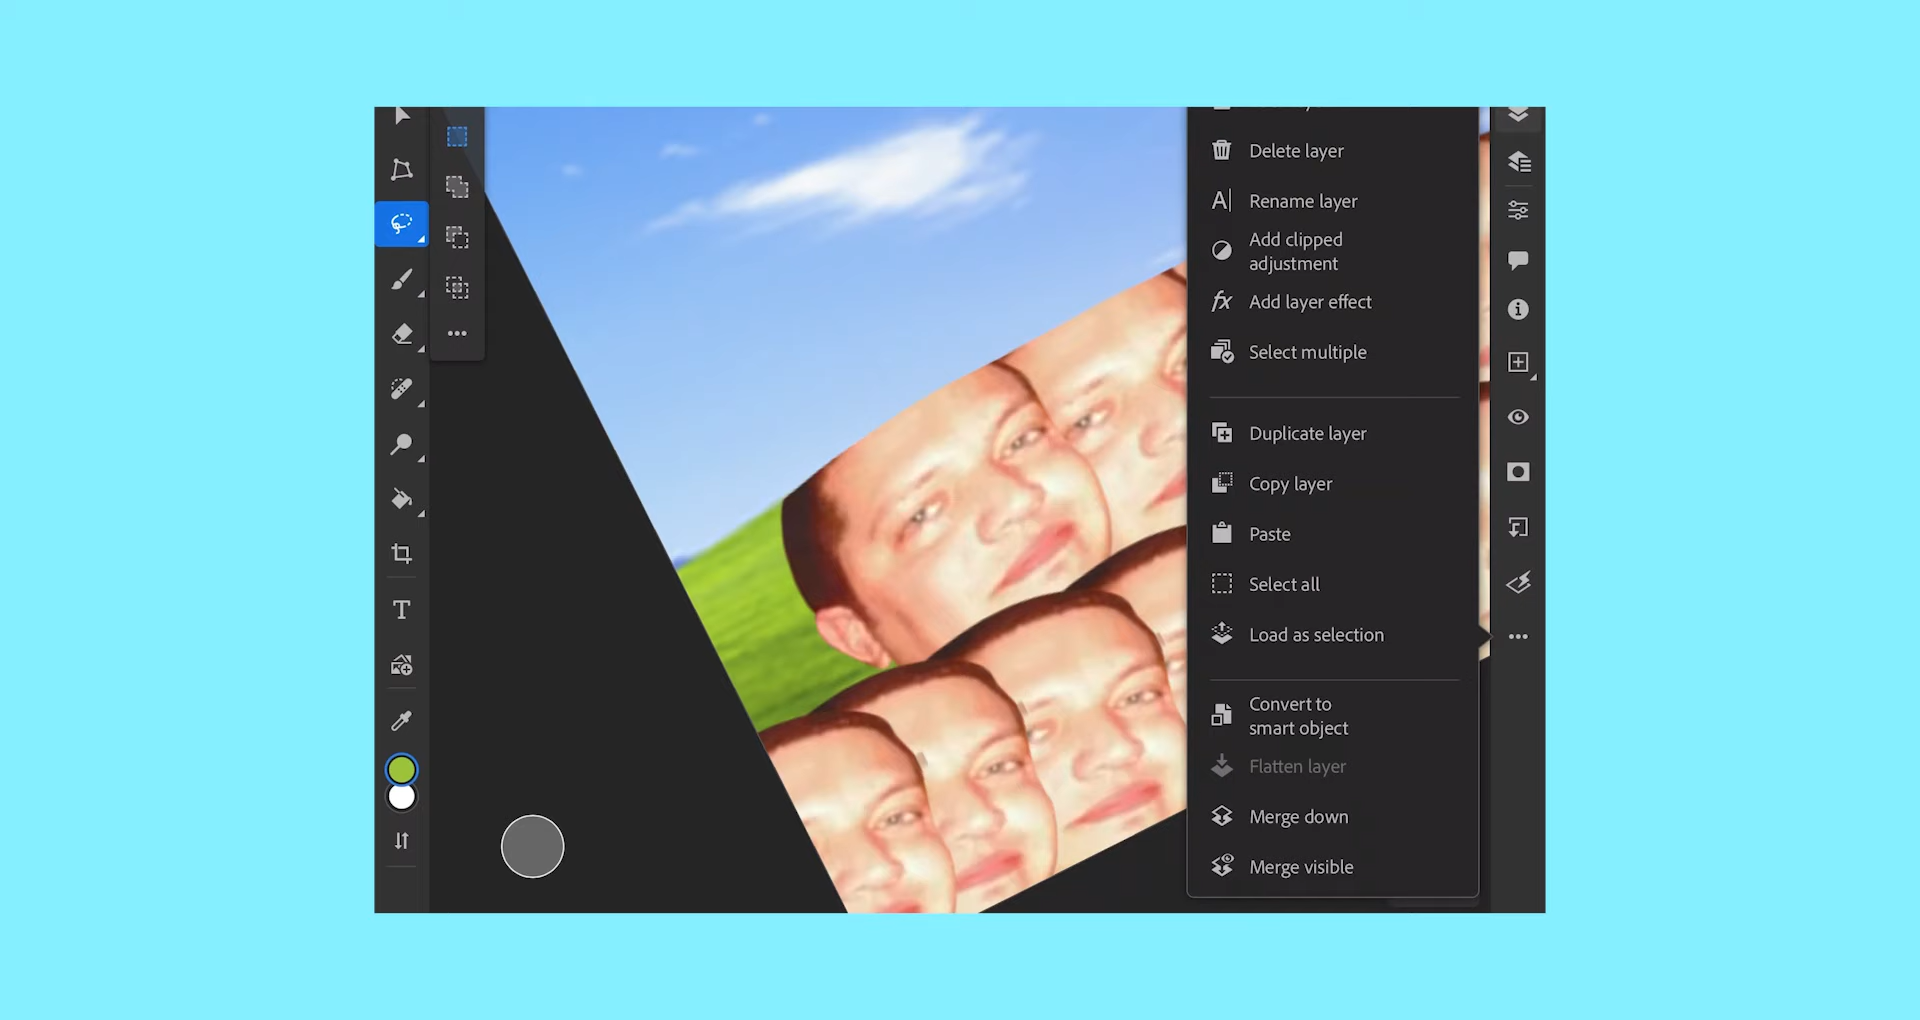 Delete layer
Rename layer
Add clipped
adjustment
Add layer effect
Select multiple
Duplicate layer
Copy layer
Paste
Select all
Load as selection
Convert to
smart object
Flatten layer
Merge down
Merge visible